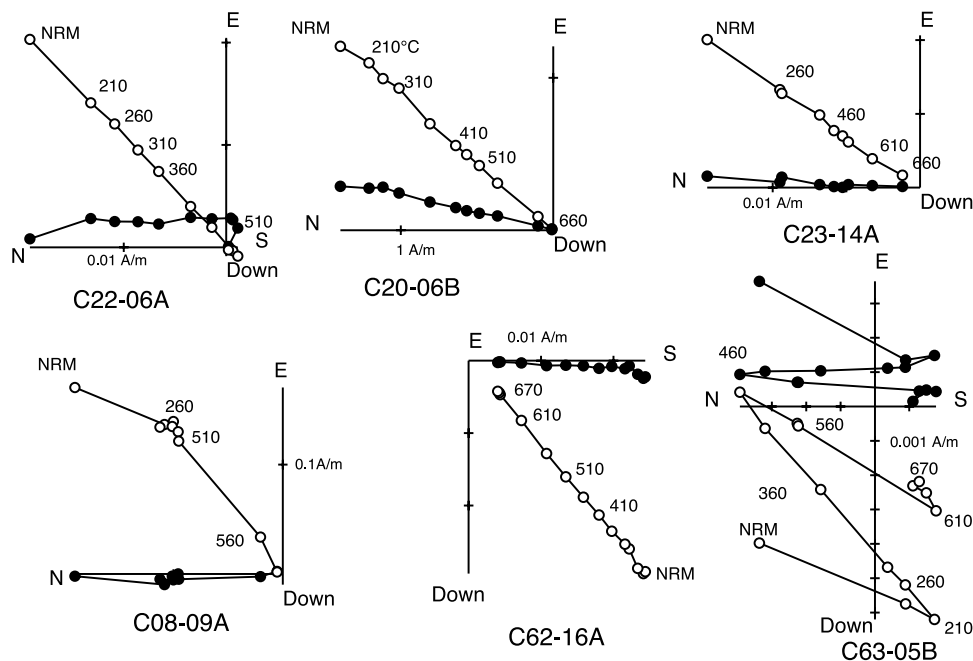 E
NRM
210
260
310
360
510
N
S
0.01 A/m
Down
C22-06A
E
NRM
210°C
310
410
510
660
N
1 A/m
Down
C20-06B
E
NRM
260
460
610
660
N
0.01 A/m
Down
C23-14A
E
NRM
260
510
0.1A/m
560
N
Down
C08-09A
E
0.01 A/m
S
670
610
510
410
NRM
Down
C62-16A
E
460
N
S
560
0.001 A/m
670
360
610
NRM
260
Down
210
C63-05B